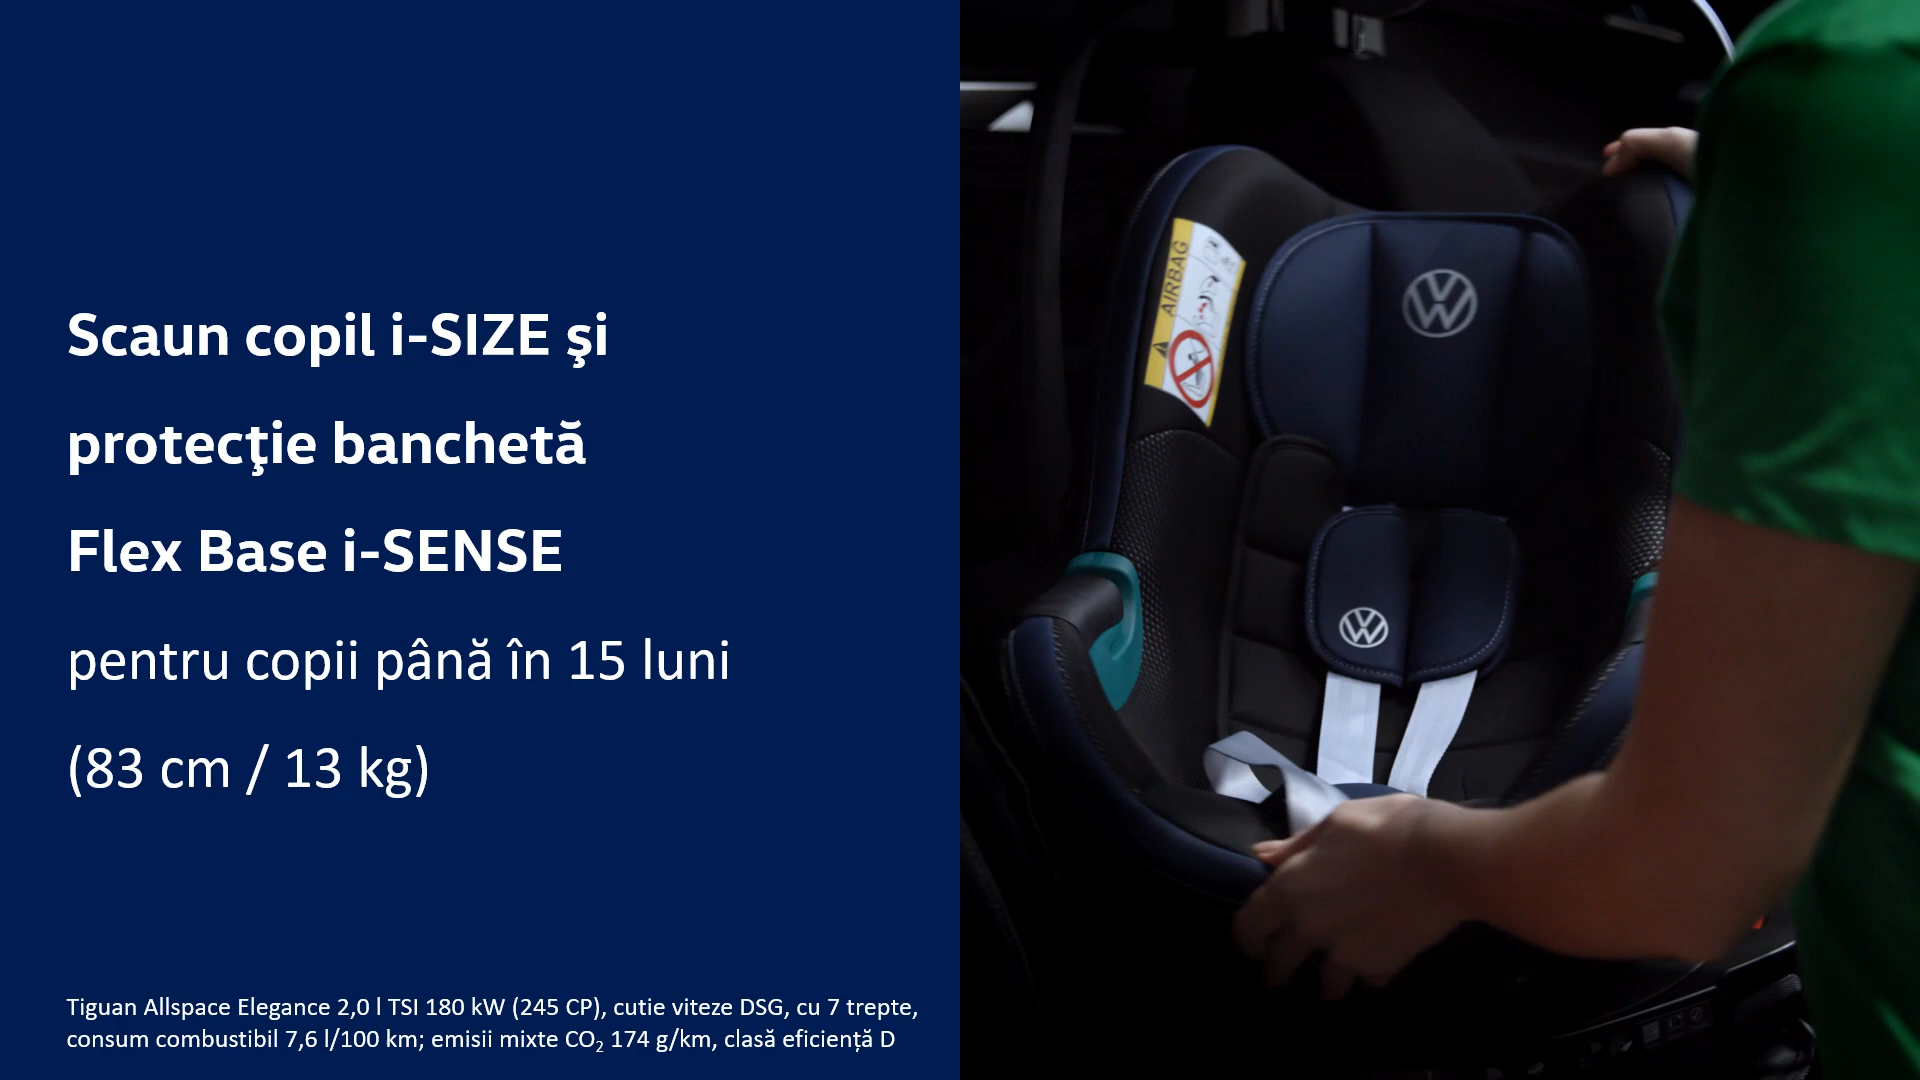 Scaun copil i-SIZE şi
protecţie banchetă
Flex Base i-SENSE
pentru copii până în 15 luni
(83 cm / 13 kg)
Tiguan Allspace Elegance 2,0 l TSI 180 kW (245 CP), cutie viteze DSG, cu 7 trepte,
consum combustibil 7,6 l/100 km; emisii mixte CO₂ 174 g/km, clasă eficiență D
AIRBAG
VW
VW